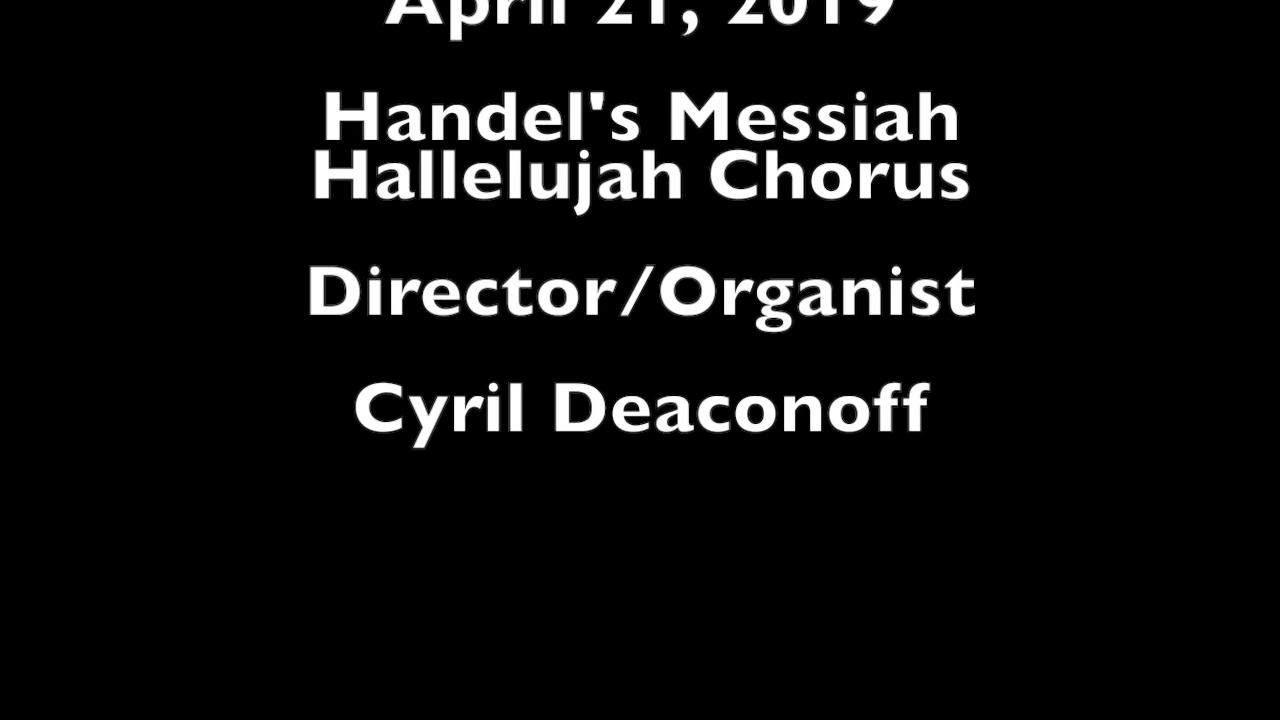 April 21, 2019
Handel's Messiah
Hallelujah Chorus
Director/Organist
Cyril Deaconoff